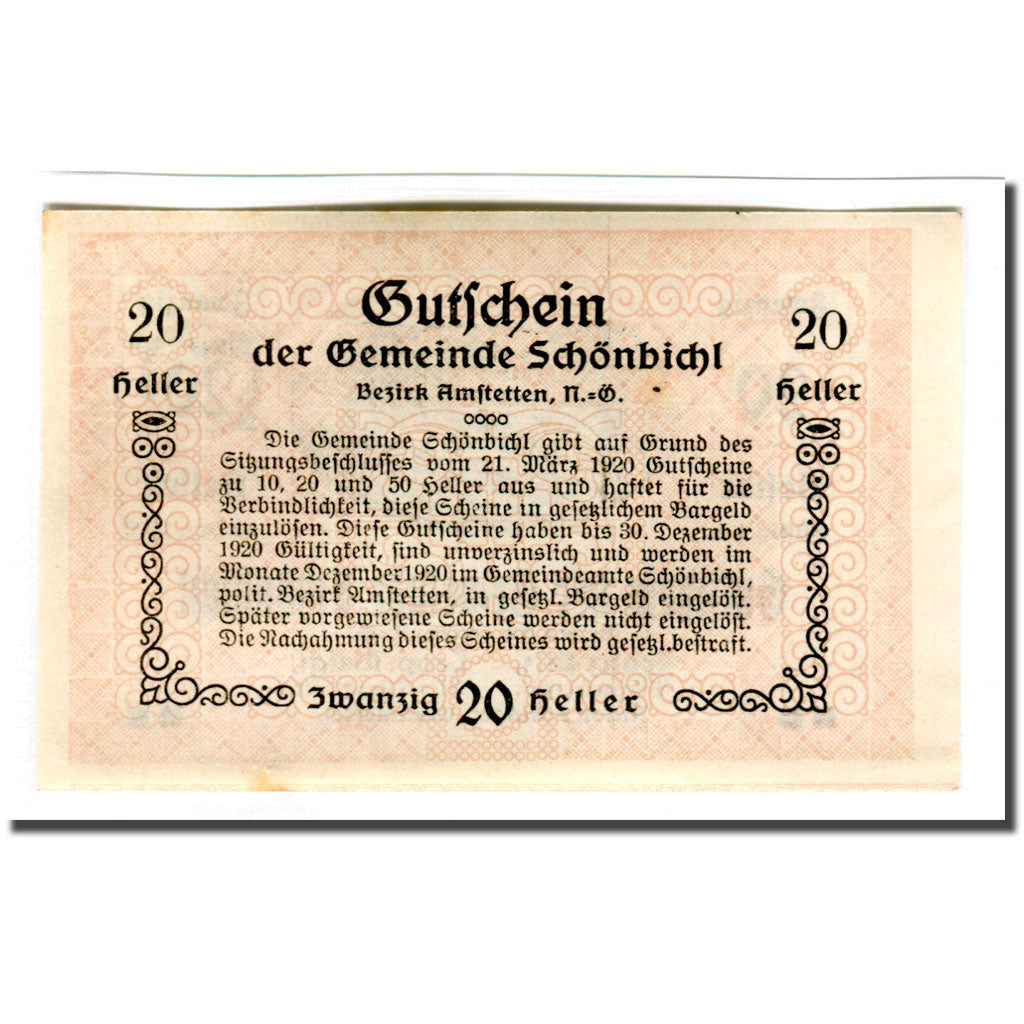 Gutschein
der Gemeinde Schönbichl
Bezirk Amstetten, N.=Ö.
20
Heller
20
Heller
Die Gemeinde Schönbichl gibt auf Grund des
Sitzungsbeschlusses vom 21. März 1920 Gutscheine
zu 10, 20 und 50 Heller aus und haftet für die
Verbindlichkeit, diese Scheine in gesetzlichem Bargeld
einzulösen. Diese Gutscheine haben bis 30. Dezember
1920 Gültigkeit, sind unverzinslich und werden im
Monate Dezember 1920 im Gemeindeamte Schönbichl,
polit. Bezirk Amstetten, in gesetzl. Bargeld eingelöst.
Später vorgewiesene Scheine werden nicht eingelöst.
Die Nachahmung dieses Scheines wird gesetzl. bestraft.
Zwanzig 20 Heller